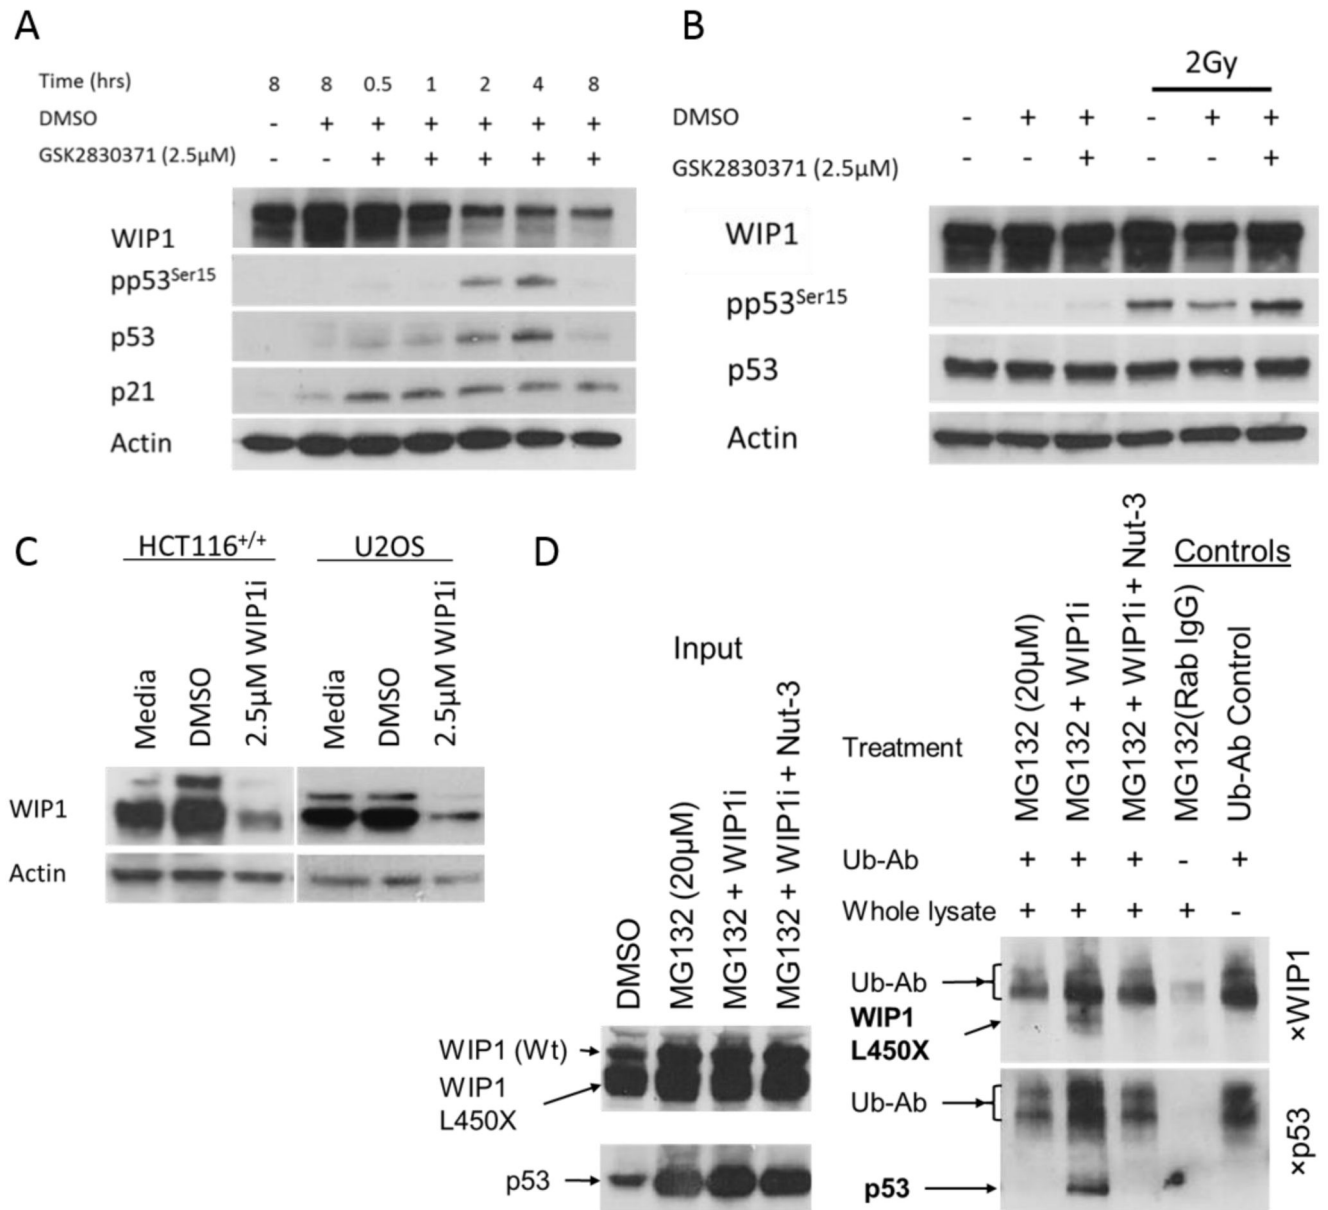 A
Time (hrs) 8 8 0.5 1 2 4 8
DMSO - + + + + + +
GSK2830371 (2.5μM) - - + + + + +
WIP1
pp53Ser15
p53
p21
Actin
B
2Gy
DMSO - + + - + +
GSK2830371 (2.5μM) - - + - - +
WIP1
pp53Ser15
p53
Actin
C
HCT116+/+ U2OS
Media
DMSO
2.5μM WIP1i
Media
DMSO
2.5μM WIP1i
WIP1
Actin
D
Input
DMSO
MG132 (20μM)
MG132 + WIP1i
MG132 + WIP1i + Nut-3
WIP1 (Wt)
WIP1
L450X
p53
Controls
Treatment
MG132 (20μM)
MG132 + WIP1i
MG132 + WIP1i + Nut-3
MG132(Rab IgG)
Ub-Ab Control
Ub-Ab + + + - +
Whole lysate + + + + -
Ub-Ab
WIP1
L450X
×WIP1
Ub-Ab
p53
×p53